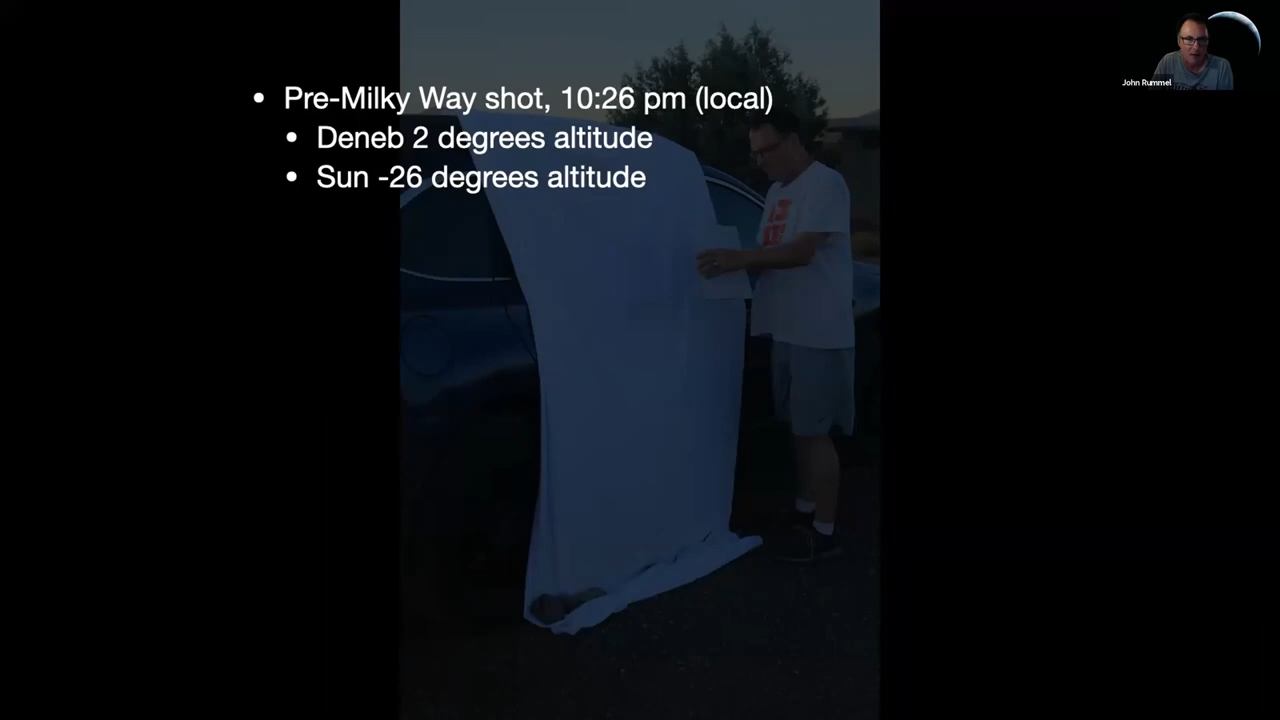 • Pre-Milky Way shot, 10:26 pm (local)
• Deneb 2 degrees altitude
• Sun -26 degrees altitude
John Rummel